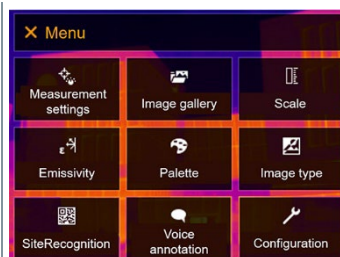 Menu
Measurement
settings
Image gallery
Scale
Emissivity
Palette
Image type
SiteRecognition
Voice
annotation
Configuration